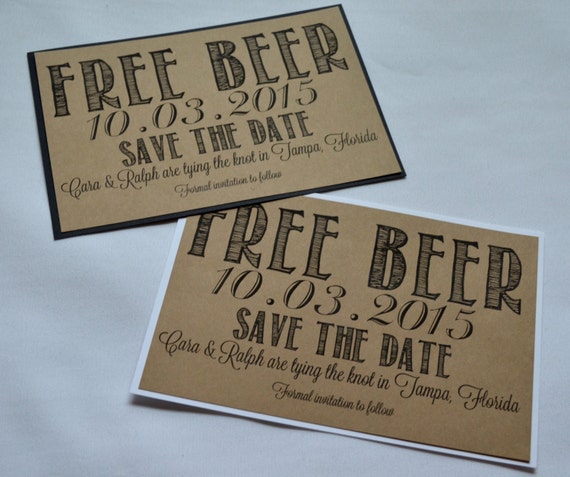 FREE BEER
10.03.2015
SAVE THE DATE
Cara & Ralph are tying the knot in Tampa, Florida
Formal invitation to follow
FREE BEER
10.03.2015
SAVE THE DATE
Cara & Ralph are tying the knot in Tampa, Florida
Formal invitation to follow